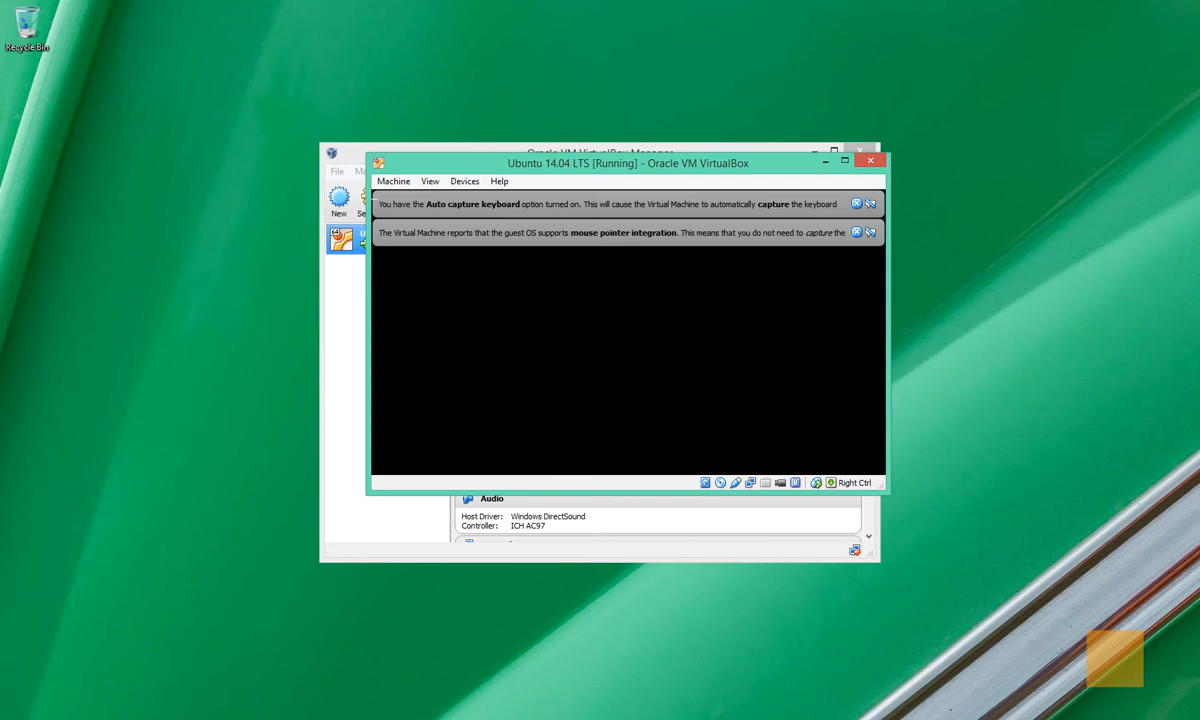 Recycle Bin
Oracle VM VirtualBox Manager
Ubuntu 14.04 LTS [Running] - Oracle VM VirtualBox
File
Machine View Devices Help
You have the Auto capture keyboard option turned on. This will cause the Virtual Machine to automatically capture the keyboard
New
The Virtual Machine reports that the guest OS supports mouse pointer integration. This means that you do not need to capture the
Right Ctrl
Audio
Host Driver: Windows DirectSound
Controller: ICH AC97